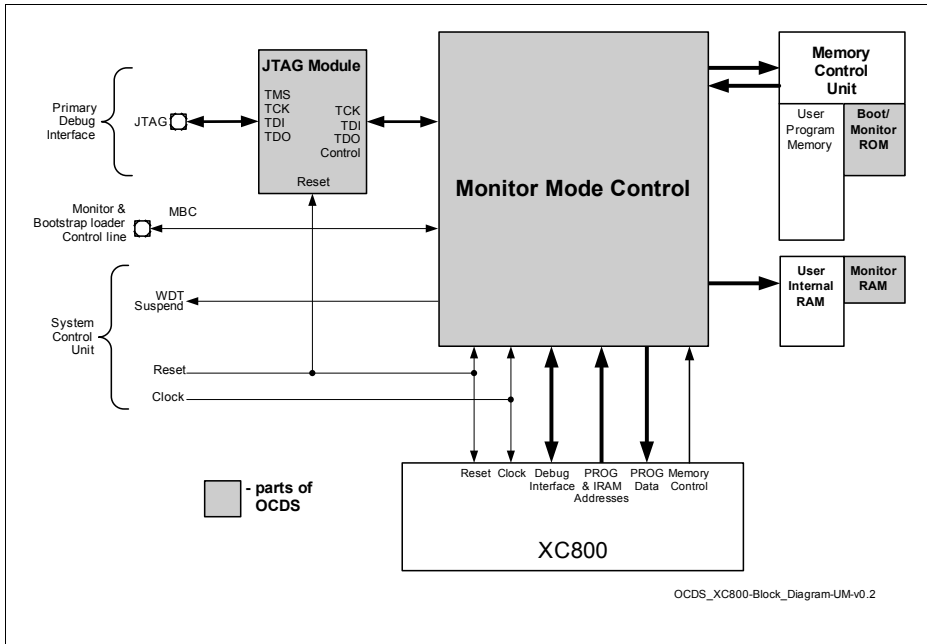 JTAG Module
TMS
TCK
TDI
TDO
TCK
TDI
TDO
Control
Reset
Primary
Debug
Interface
JTAG
Monitor &
Bootstrap loader
Control line
MBC
WDT
Suspend
System
Control
Unit
Reset
Clock
Monitor Mode Control
Memory
Control
Unit
User
Program
Memory
Boot/
Monitor
ROM
User
Internal
RAM
Monitor
RAM
Reset
Clock
Debug
Interface
PROG
& IRAM
Addresses
PROG
Data
Memory
Control
XC800
- parts of
OCDS
OCDS_XC800-Block_Diagram-UM-v0.2